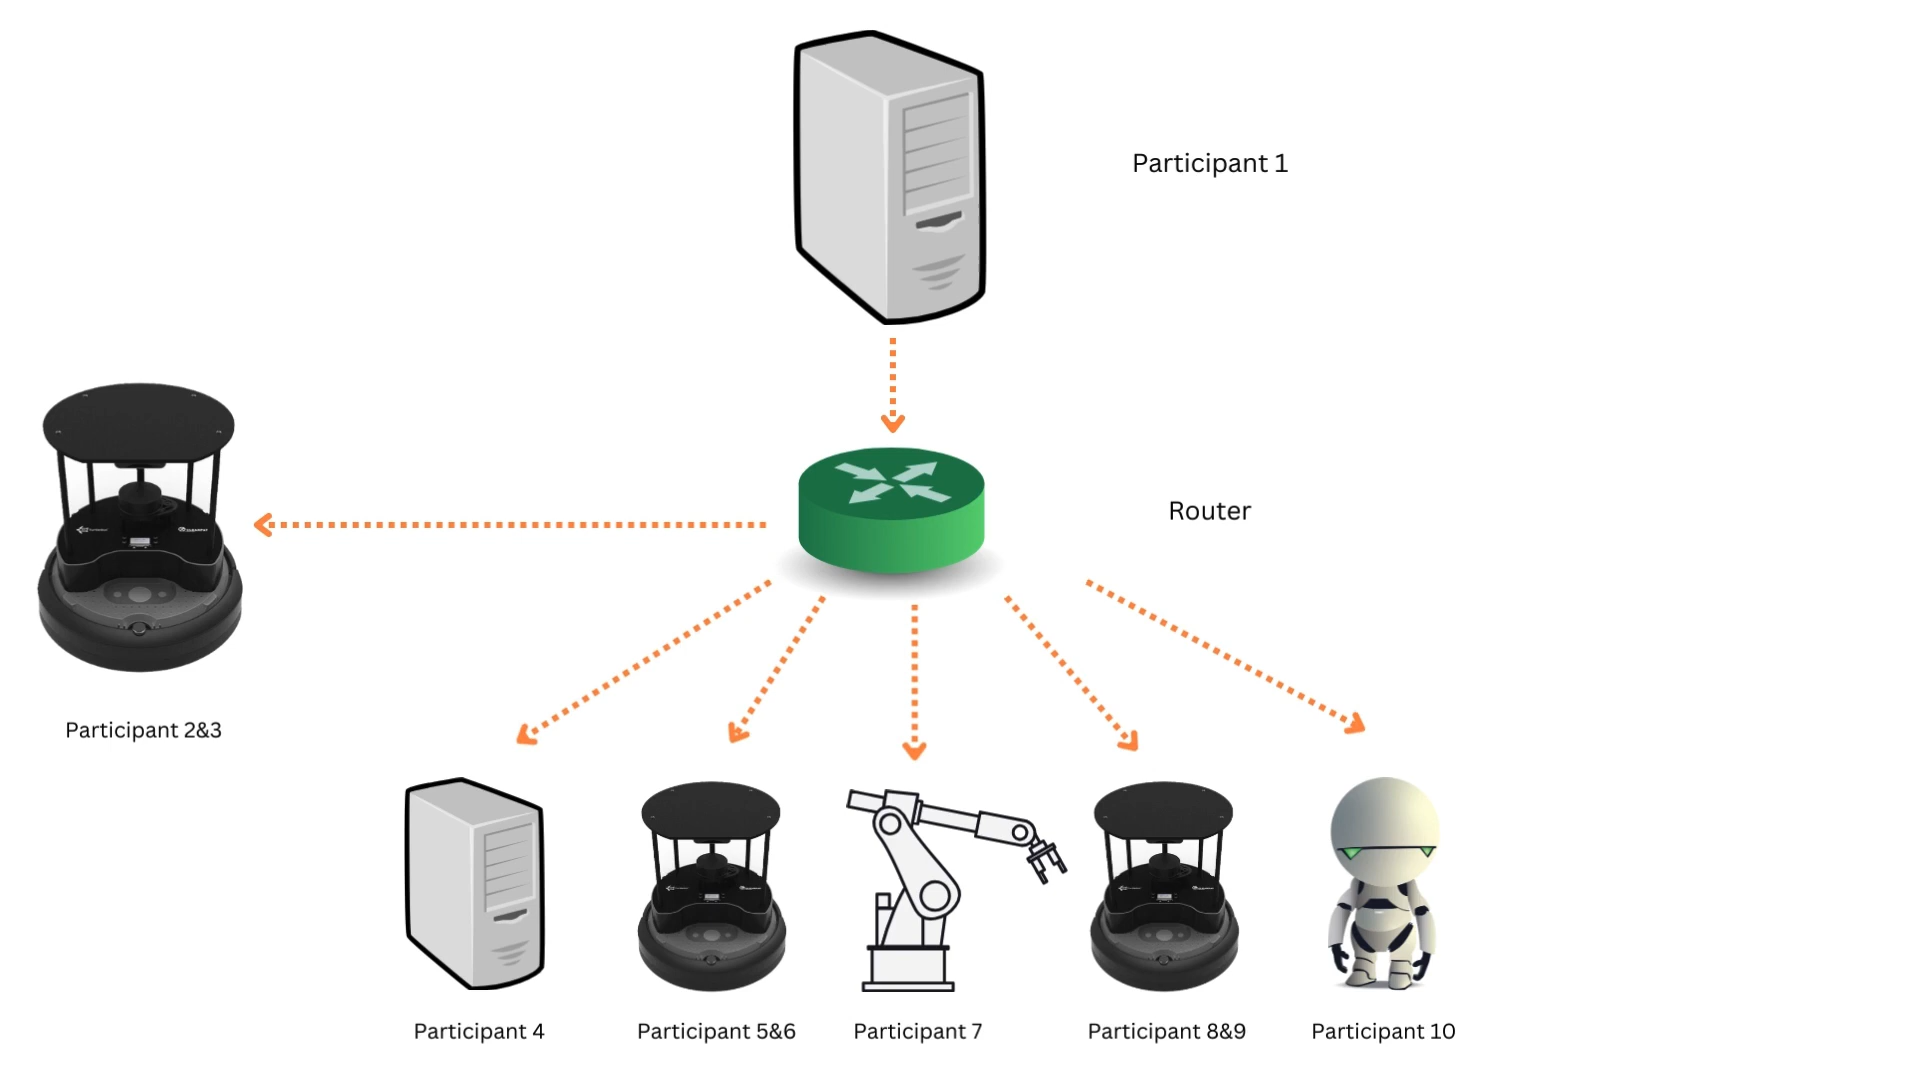 Participant 1
Router
Participant 2&3
Participant 4
Participant 5&6
Participant 7
Participant 8&9
Participant 10